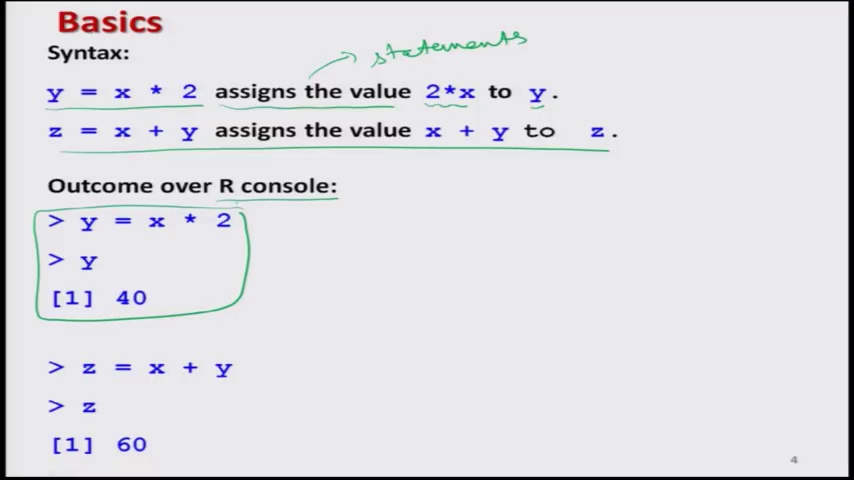 Basics
Syntax:
statements
y = x * 2 assigns the value 2*x to y.
z = x + y assigns the value x + y to z.
Outcome over R console:
> y = x * 2
> y
[1] 40
> z = x + y
> z
[1] 60
4